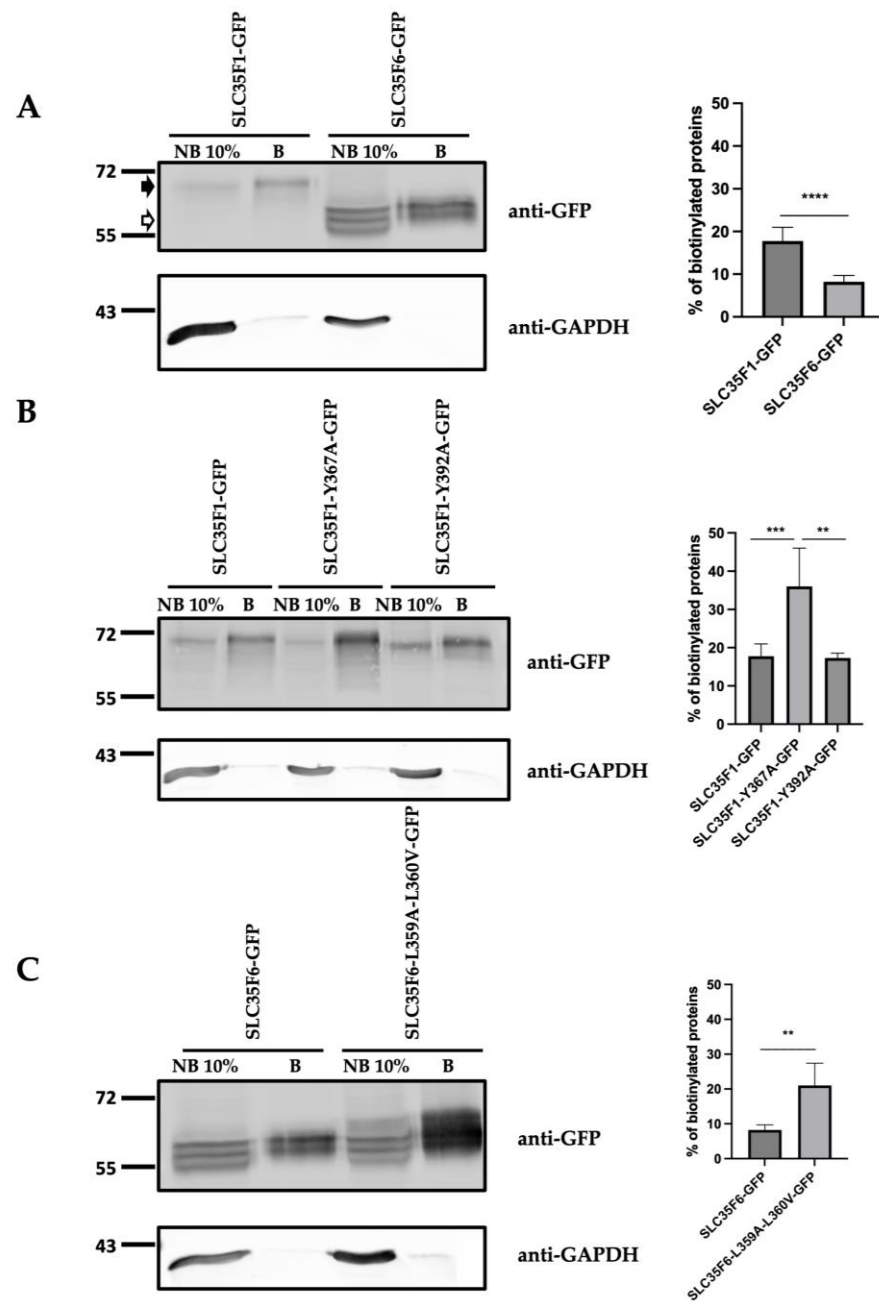 A
SLC35F1-GFP
SLC35F6-GFP
NB 10%
B
NB 10%
B
72
55
anti-GFP
43
anti-GAPDH
% of biotinylated proteins
50
40
30
20
10
0
****
SLC35F1-GFP
SLC35F6-GFP
B
SLC35F1-GFP
SLC35F1-Y367A-GFP
SLC35F1-Y392A-GFP
NB 10%
B
NB 10%
B
NB 10%
B
72
55
anti-GFP
43
anti-GAPDH
% of biotinylated proteins
50
40
30
20
10
0
***
**
SLC35F1-GFP
SLC35F1-Y367A-GFP
SLC35F1-Y392A-GFP
C
SLC35F6-GFP
SLC35F6-L359A-L360V-GFP
NB 10%
B
NB 10%
B
72
55
anti-GFP
43
anti-GAPDH
% of biotinylated proteins
50
40
30
20
10
0
**
SLC35F6-GFP
SLC35F6-L359A-L360V-GFP